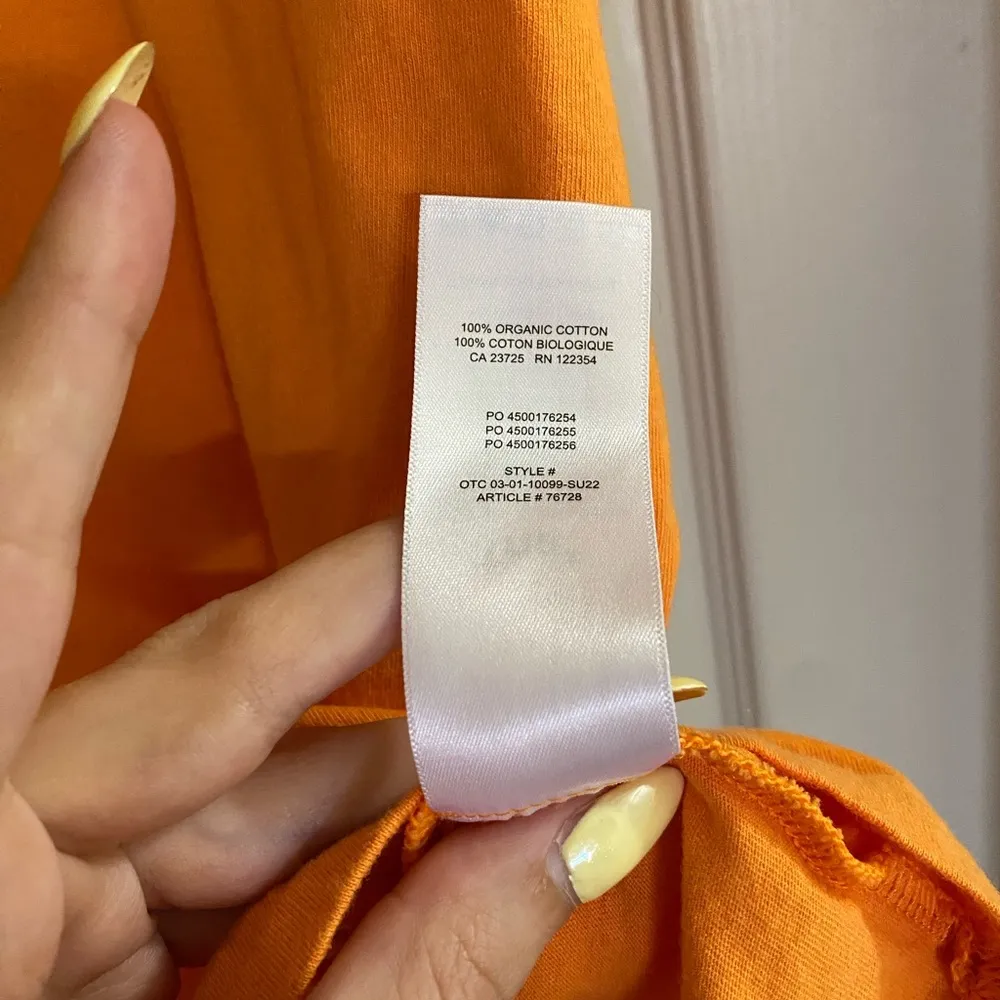 100% ORGANIC COTTON
100% COTON BIOLOGIQUE
CA 23725 RN 122354
PO 4500176254
PO 4500176255
PO 4500176256
STYLE #
OTC 03-01-10099-SU22
ARTICLE # 76728